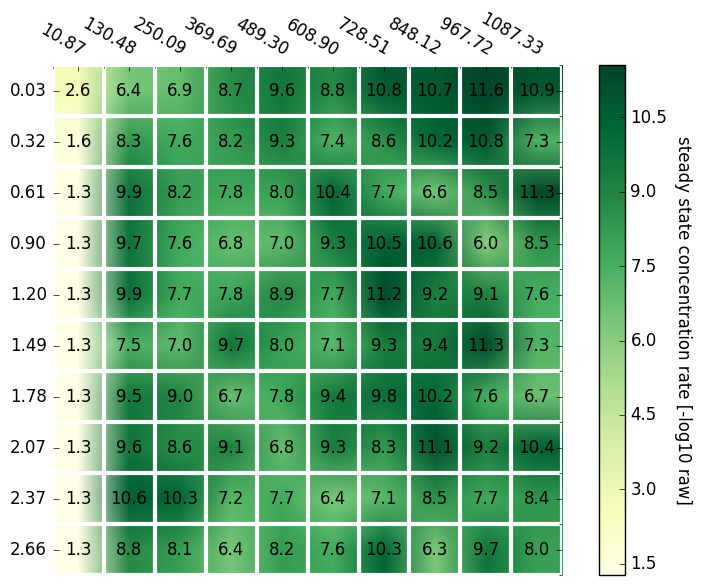 10.87 130.48 250.09 369.69 489.30 608.90 728.51 848.12 967.72 1087.33
0.03 2.6 6.4 6.9 8.7 9.6 8.8 10.8 10.7 11.6 10.9
0.32 1.6 8.3 7.6 8.2 9.3 7.4 8.6 10.2 10.8 7.3
0.61 1.3 9.9 8.2 7.8 8.0 10.4 7.7 6.6 8.5 11.3
0.90 1.3 9.7 7.6 6.8 7.0 9.3 10.5 10.6 6.0 8.5
1.20 1.3 9.9 7.7 7.8 8.9 7.7 11.2 9.2 9.1 7.6
1.49 1.3 7.5 7.0 9.7 8.0 7.1 9.3 9.4 11.3 7.3
1.78 1.3 9.5 9.0 6.7 7.8 9.4 9.8 10.2 7.6 6.7
2.07 1.3 9.6 8.6 9.1 6.8 9.3 8.3 11.1 9.2 10.4
2.37 1.3 10.6 10.3 7.2 7.7 6.4 7.1 8.5 7.7 8.4
2.66 1.3 8.8 8.1 6.4 8.2 7.6 10.3 6.3 9.7 8.0
10.5
9.0
7.5
6.0
4.5
3.0
1.5
steady state concentration rate [-log10 raw]